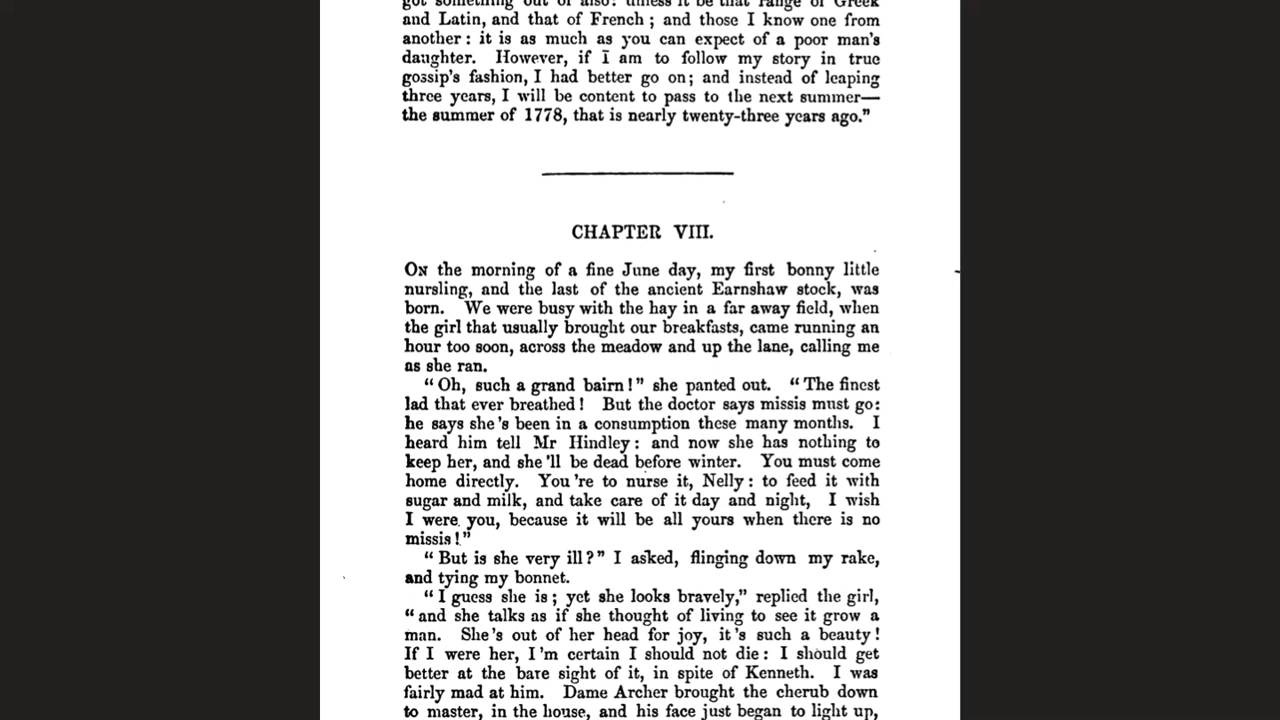 got something out of also: unless it be that range of Greek
and Latin, and that of French; and those I know one from
another: it is as much as you can expect of a poor man's
daughter. However, if I am to follow my story in true
gossip's fashion, I had better go on; and instead of leaping
three years, I will be content to pass to the next summer—
the summer of 1778, that is nearly twenty-three years ago."
CHAPTER VIII.
ON the morning of a fine June day, my first bonny little
nursling, and the last of the ancient Earnshaw stock, was
born. We were busy with the hay in a far away field, when
the girl that usually brought our breakfasts, came running an
hour too soon, across the meadow and up the lane, calling me
as she ran.
"Oh, such a grand bairn!" she panted out. "The finest
lad that ever breathed! But the doctor says missis must go:
he says she's been in a consumption these many months. I
heard him tell Mr Hindley: and now she has nothing to
keep her, and she'll be dead before winter. You must come
home directly. You're to nurse it, Nelly: to feed it with
sugar and milk, and take care of it day and night, I wish
I were you, because it will be all yours when there is no
missis!"
"But is she very ill?" I asked, flinging down my rake,
and tying my bonnet.
"I guess she is; yet she looks bravely," replied the girl,
"and she talks as if she thought of living to see it grow a
man. She's out of her head for joy, it's such a beauty!
If I were her, I'm certain I should not die: I should get
better at the bare sight of it, in spite of Kenneth. I was
fairly mad at him. Dame Archer brought the cherub down
to master, in the house, and his face just began to light up,